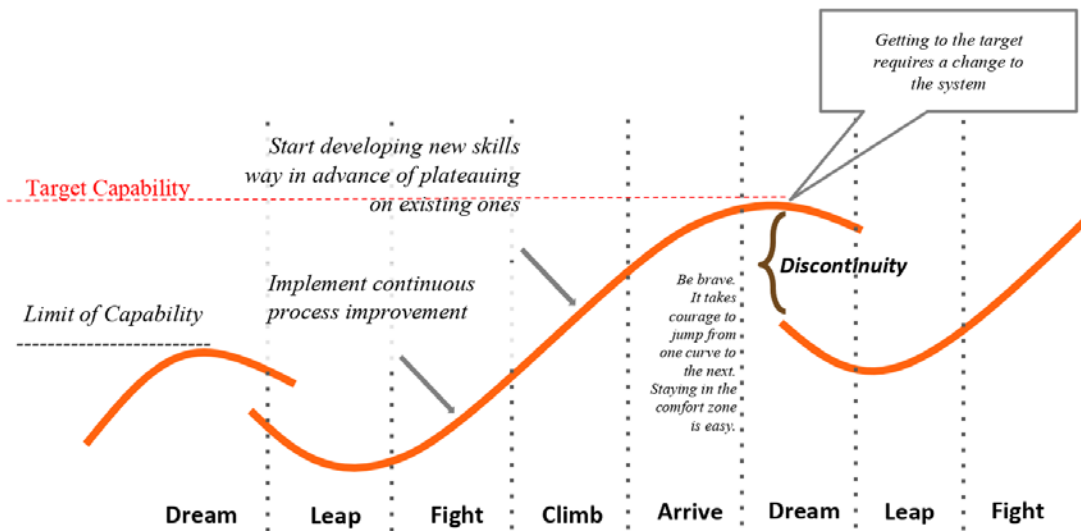 Getting to the target
requires a change to
the system
Start developing new skills
way in advance of plateauing
on existing ones
Target Capability
Implement continuous
process improvement
Limit of Capability
Discontinuity
Be brave.
It takes
courage to
jump from
one curve to
the next.
Staying in the
comfort zone
is easy.
Dream
Leap
Fight
Climb
Arrive
Dream
Leap
Fight